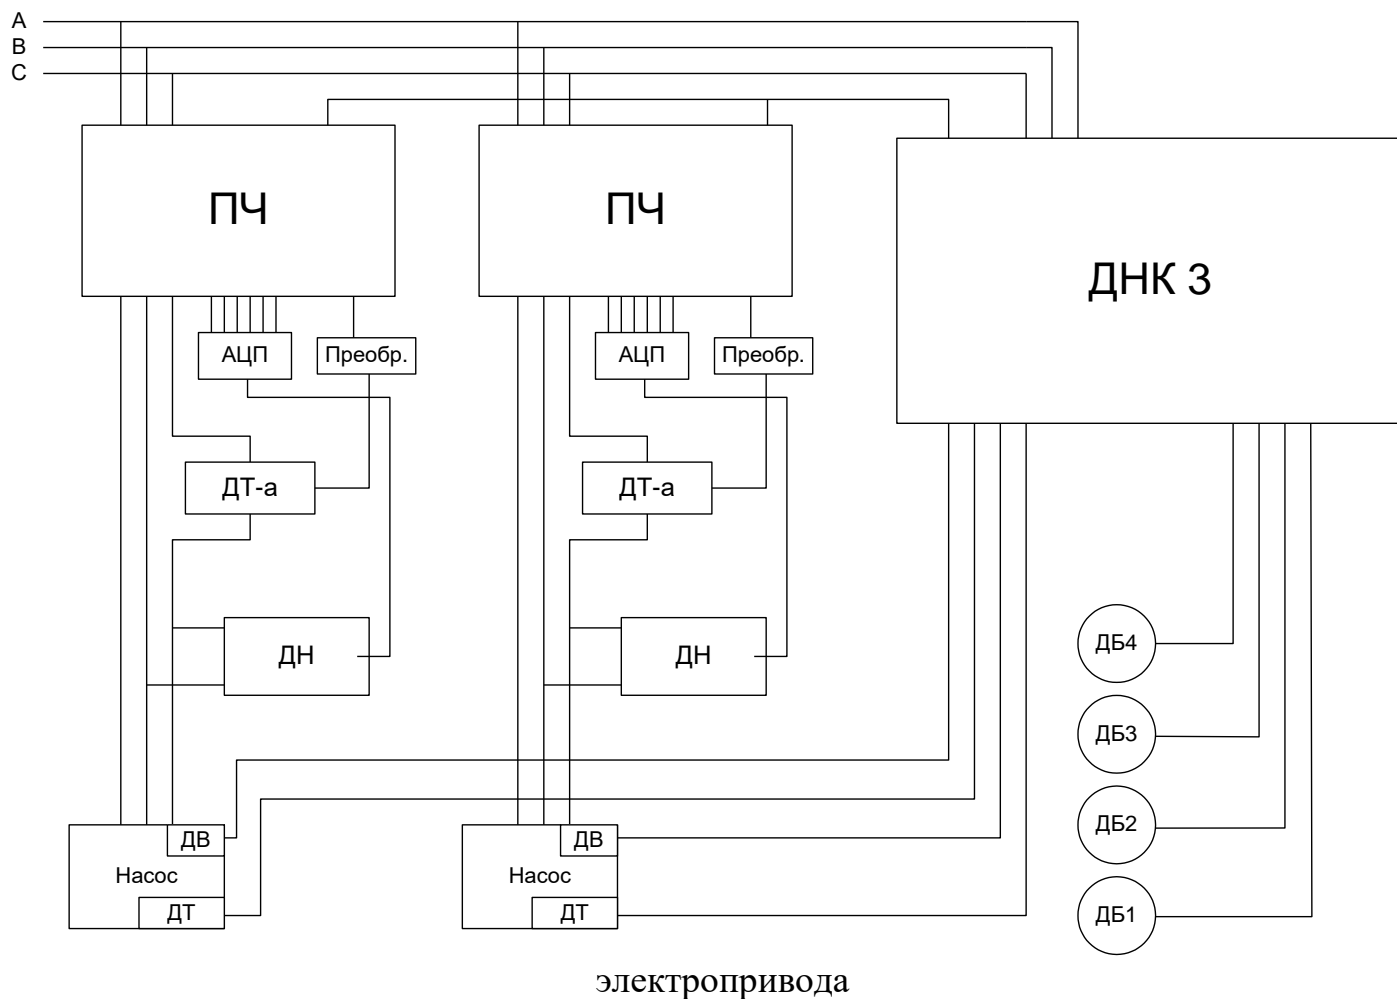 A
B
C
ПЧ
ПЧ
ДНК 3
АЦП
Преобр.
АЦП
Преобр.
ДТ-а
ДТ-а
ДН
ДН
ДБ4
ДБ3
ДБ2
ДБ1
ДВ
Насос
ДТ
ДВ
Насос
ДТ
электропривода